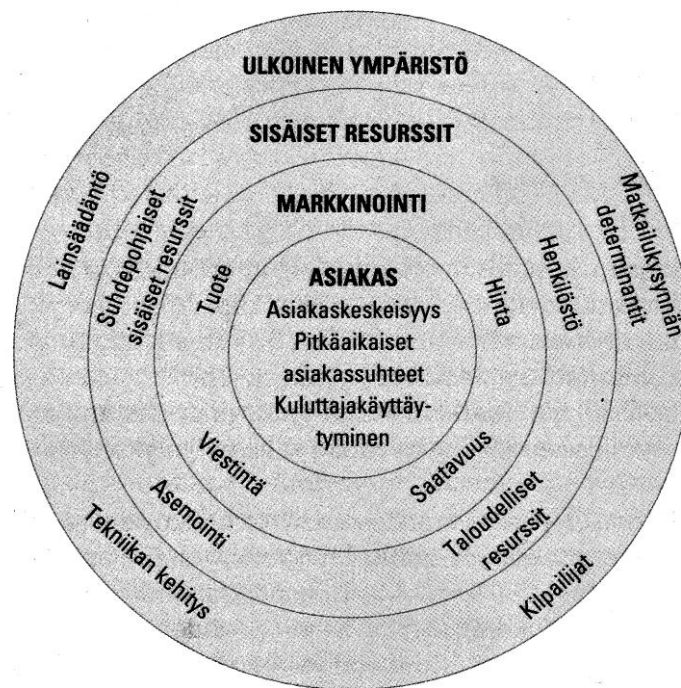 ULKOINEN YMPÄRISTÖ
SISÄISET RESURSSIT
MARKKINOINTI
ASIAKAS
Asiakaskeskeisyys
Pitkäaikaiset
asiakassuhteet
Kuluttajakäyttäy-
tyminen
Tuote
Hinta
Viestintä
Saatavuus
Suhdepohjaiset
sisäiset resurssit
Henkilöstö
Asemointi
Taloudelliset
resurssit
Lainsäädäntö
Matkailukysynnän
determinantit
Tekniikan kehitys
Kilpailijat